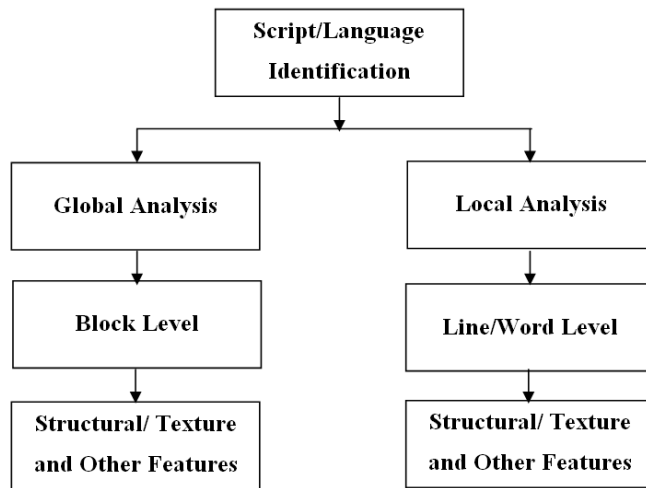 Script/Language
Identification
Global Analysis
Local Analysis
Block Level
Line/Word Level
Structural/ Texture
and Other Features
Structural/ Texture
and Other Features